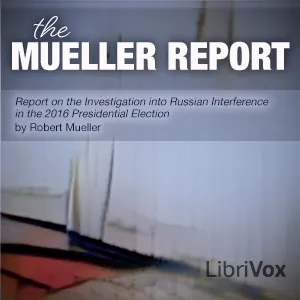 the
MUELLER REPORT
Report on the Investigation into Russian Interference
in the 2016 Presidential Election
by Robert Mueller
LibriVox